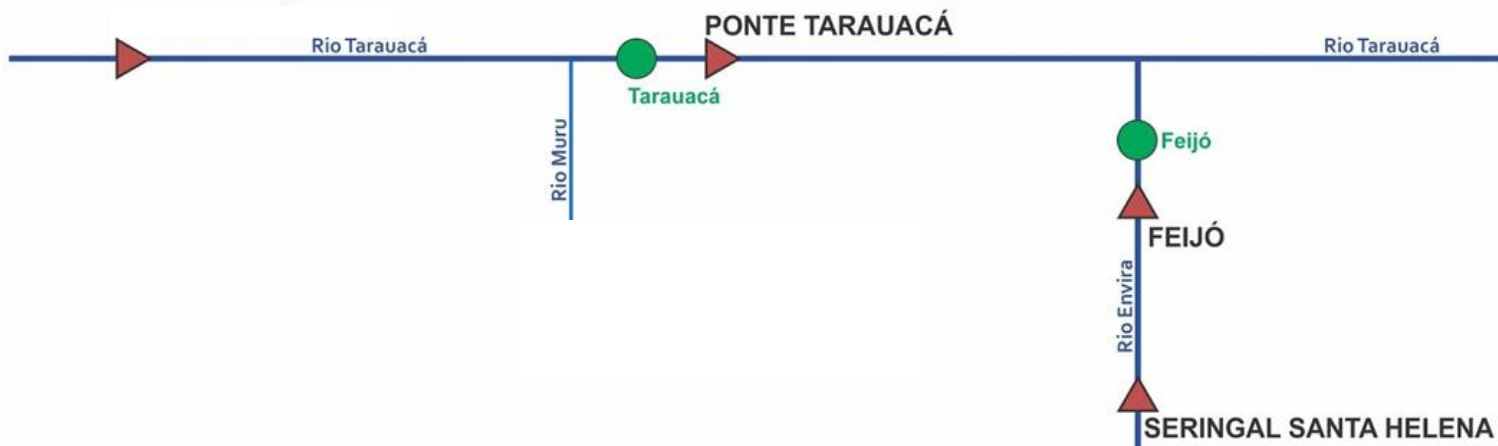 PONTE TARAUACÁ
Rio Tarauacá
Rio Tarauacá
Tarauacá
Rio Muru
Feijó
FEIJÓ
Rio Envira
SERINGAL SANTA HELENA